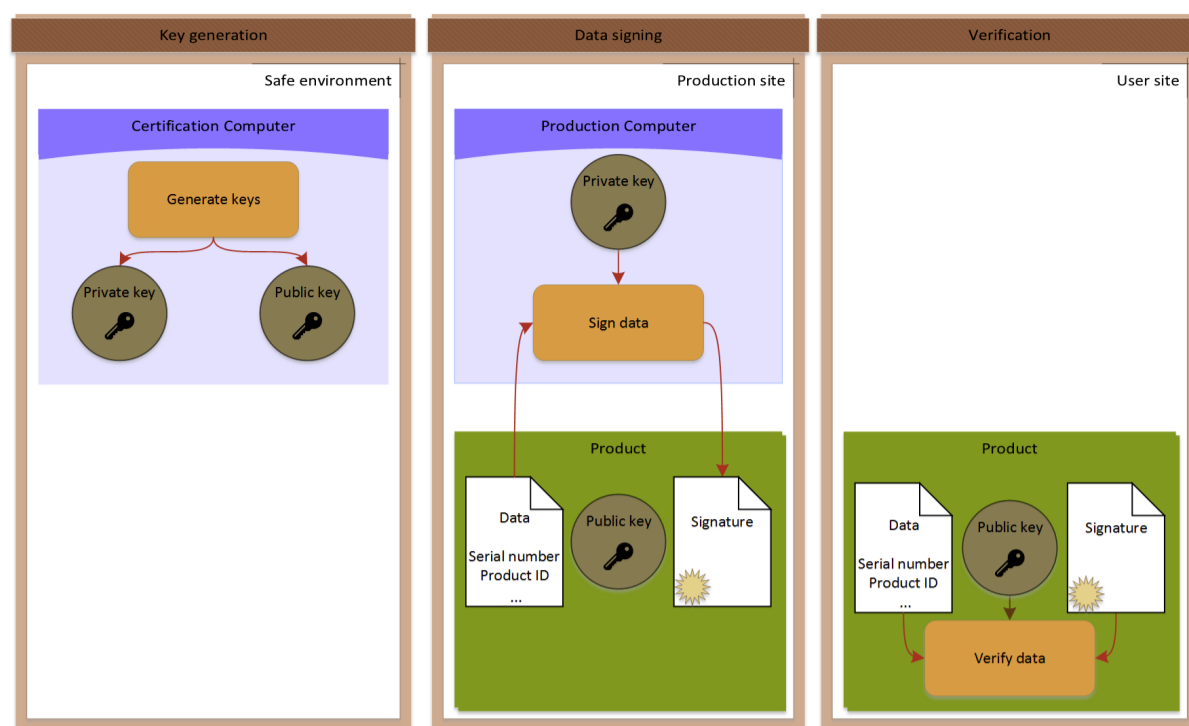 Key generation
Safe environment
Certification Computer
Generate keys
Private key
Public key
Data signing
Production site
Production Computer
Private key
Sign data
Product
Data
Serial number
Product ID
...
Public key
Signature
Verification
User site
Product
Data
Serial number
Product ID
...
Public key
Signature
Verify data